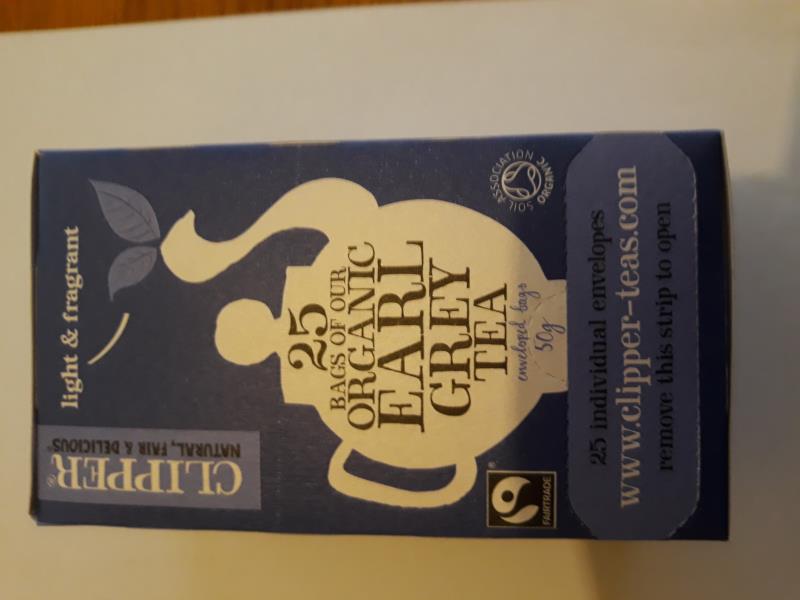 light & fragrant
CLIPPER®
NATURAL, FAIR & DELICIOUS®
25
BAGS OF OUR
ORGANIC
EARL
GREY
TEA
enveloped bags
50g
SOIL ASSOCIATION
ORGANIC
®
FAIRTRADE
25 individual envelopes
www.clipper-teas.com
remove this strip to open